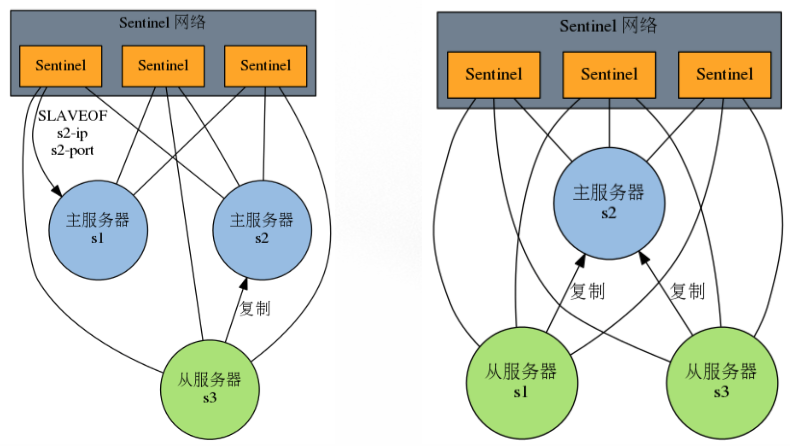 Sentinel 网络
Sentinel
Sentinel
Sentinel
SLAVEOF
s2-ip
s2-port
主服务器
s1
主服务器
s2
复制
从服务器
s3
Sentinel 网络
Sentinel
Sentinel
Sentinel
主服务器
s2
复制
复制
从服务器
s1
从服务器
s3